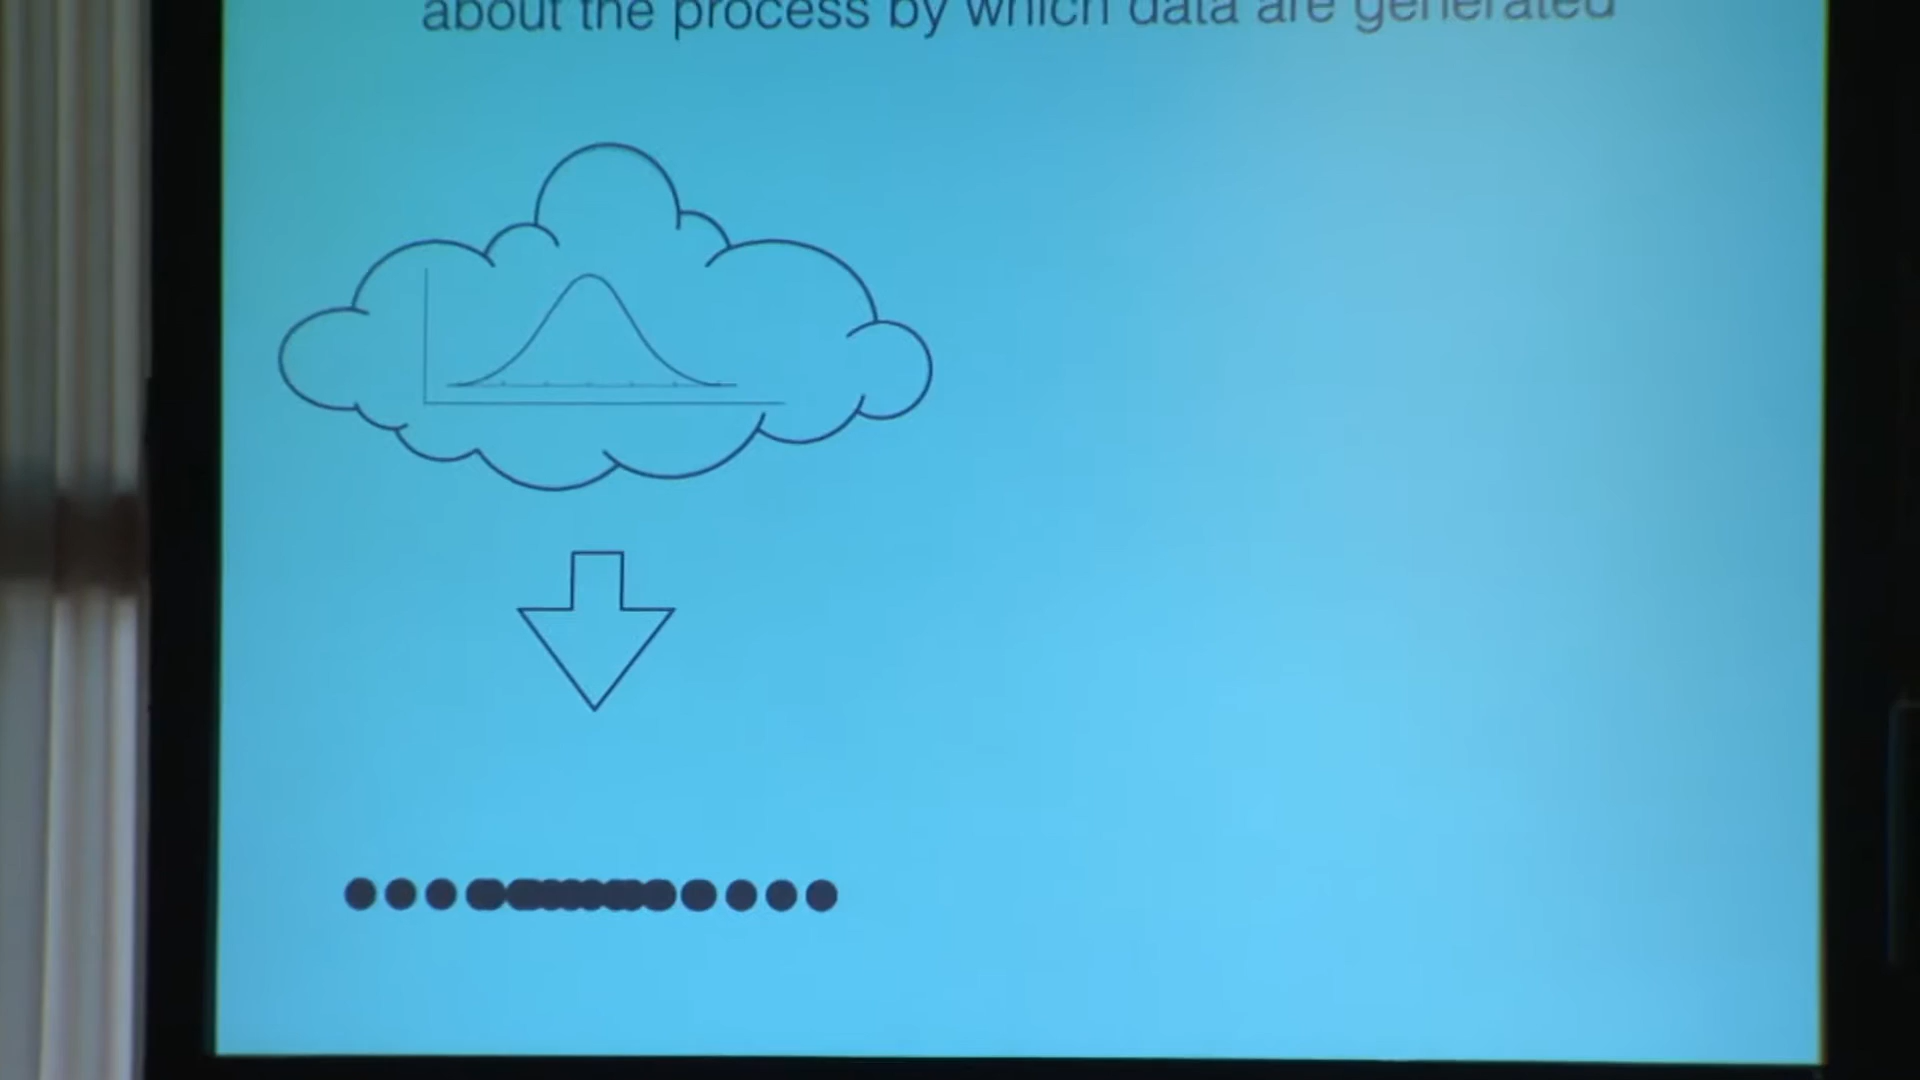 about the process by which data are generated